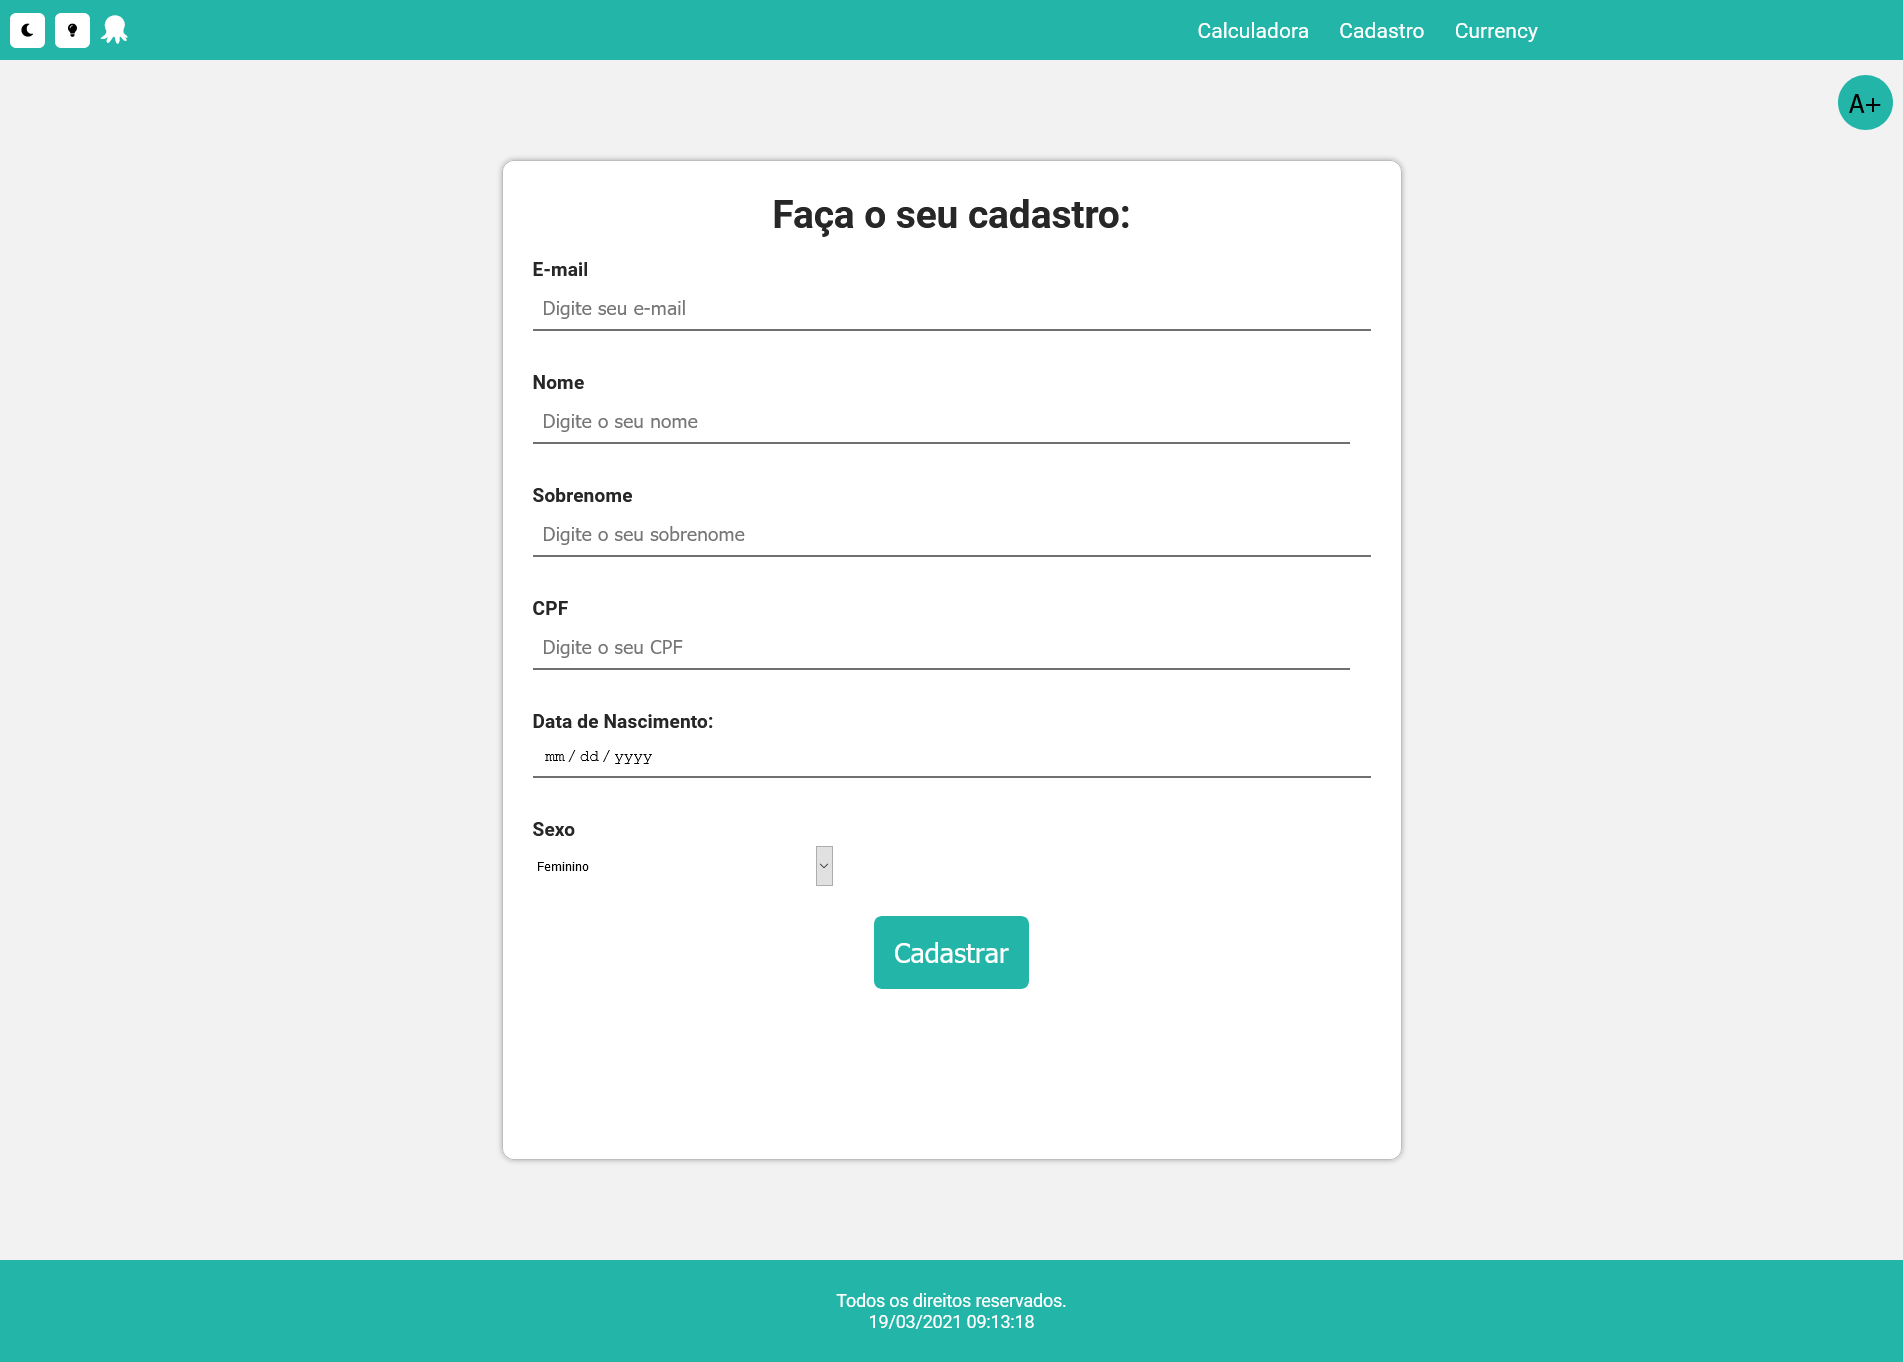 Calculadora Cadastro Currency
A+
Faça o seu cadastro:
E-mail
Digite seu e-mail
Nome
Digite o seu nome
Sobrenome
Digite o seu sobrenome
CPF
Digite o seu CPF
Data de Nascimento:
mm / dd / yyyy
Sexo
Feminino
Cadastrar
Todos os direitos reservados.
19/03/2021 09:13:18